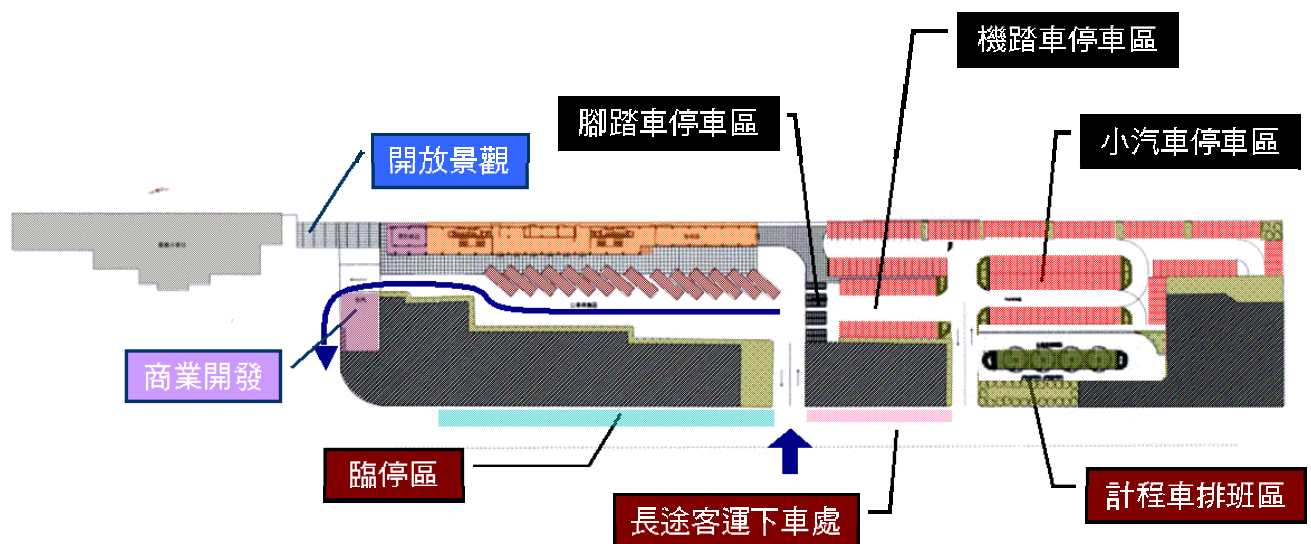 機踏車停車區
腳踏車停車區
小汽車停車區
開放景觀
商業開發
臨停區
長途客運下車處
計程車排班區